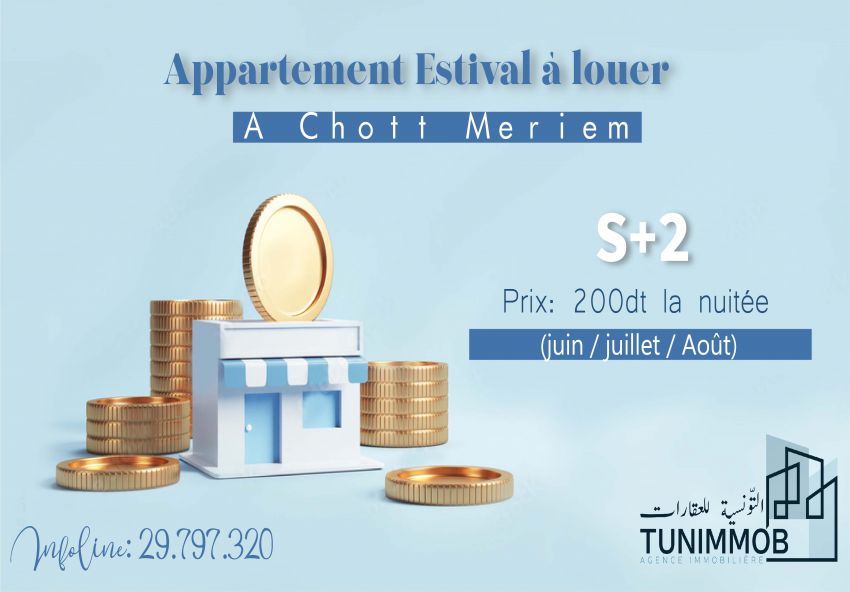 Appartement Estival à louer
A Chott Meriem
S+2
Prix: 200dt la nuitée
(juin / juillet / Août)
التّونسية للعقارات
TUNIMMOB
AGENCE IMMOBILIÈRE
Infoline: 29.797.320